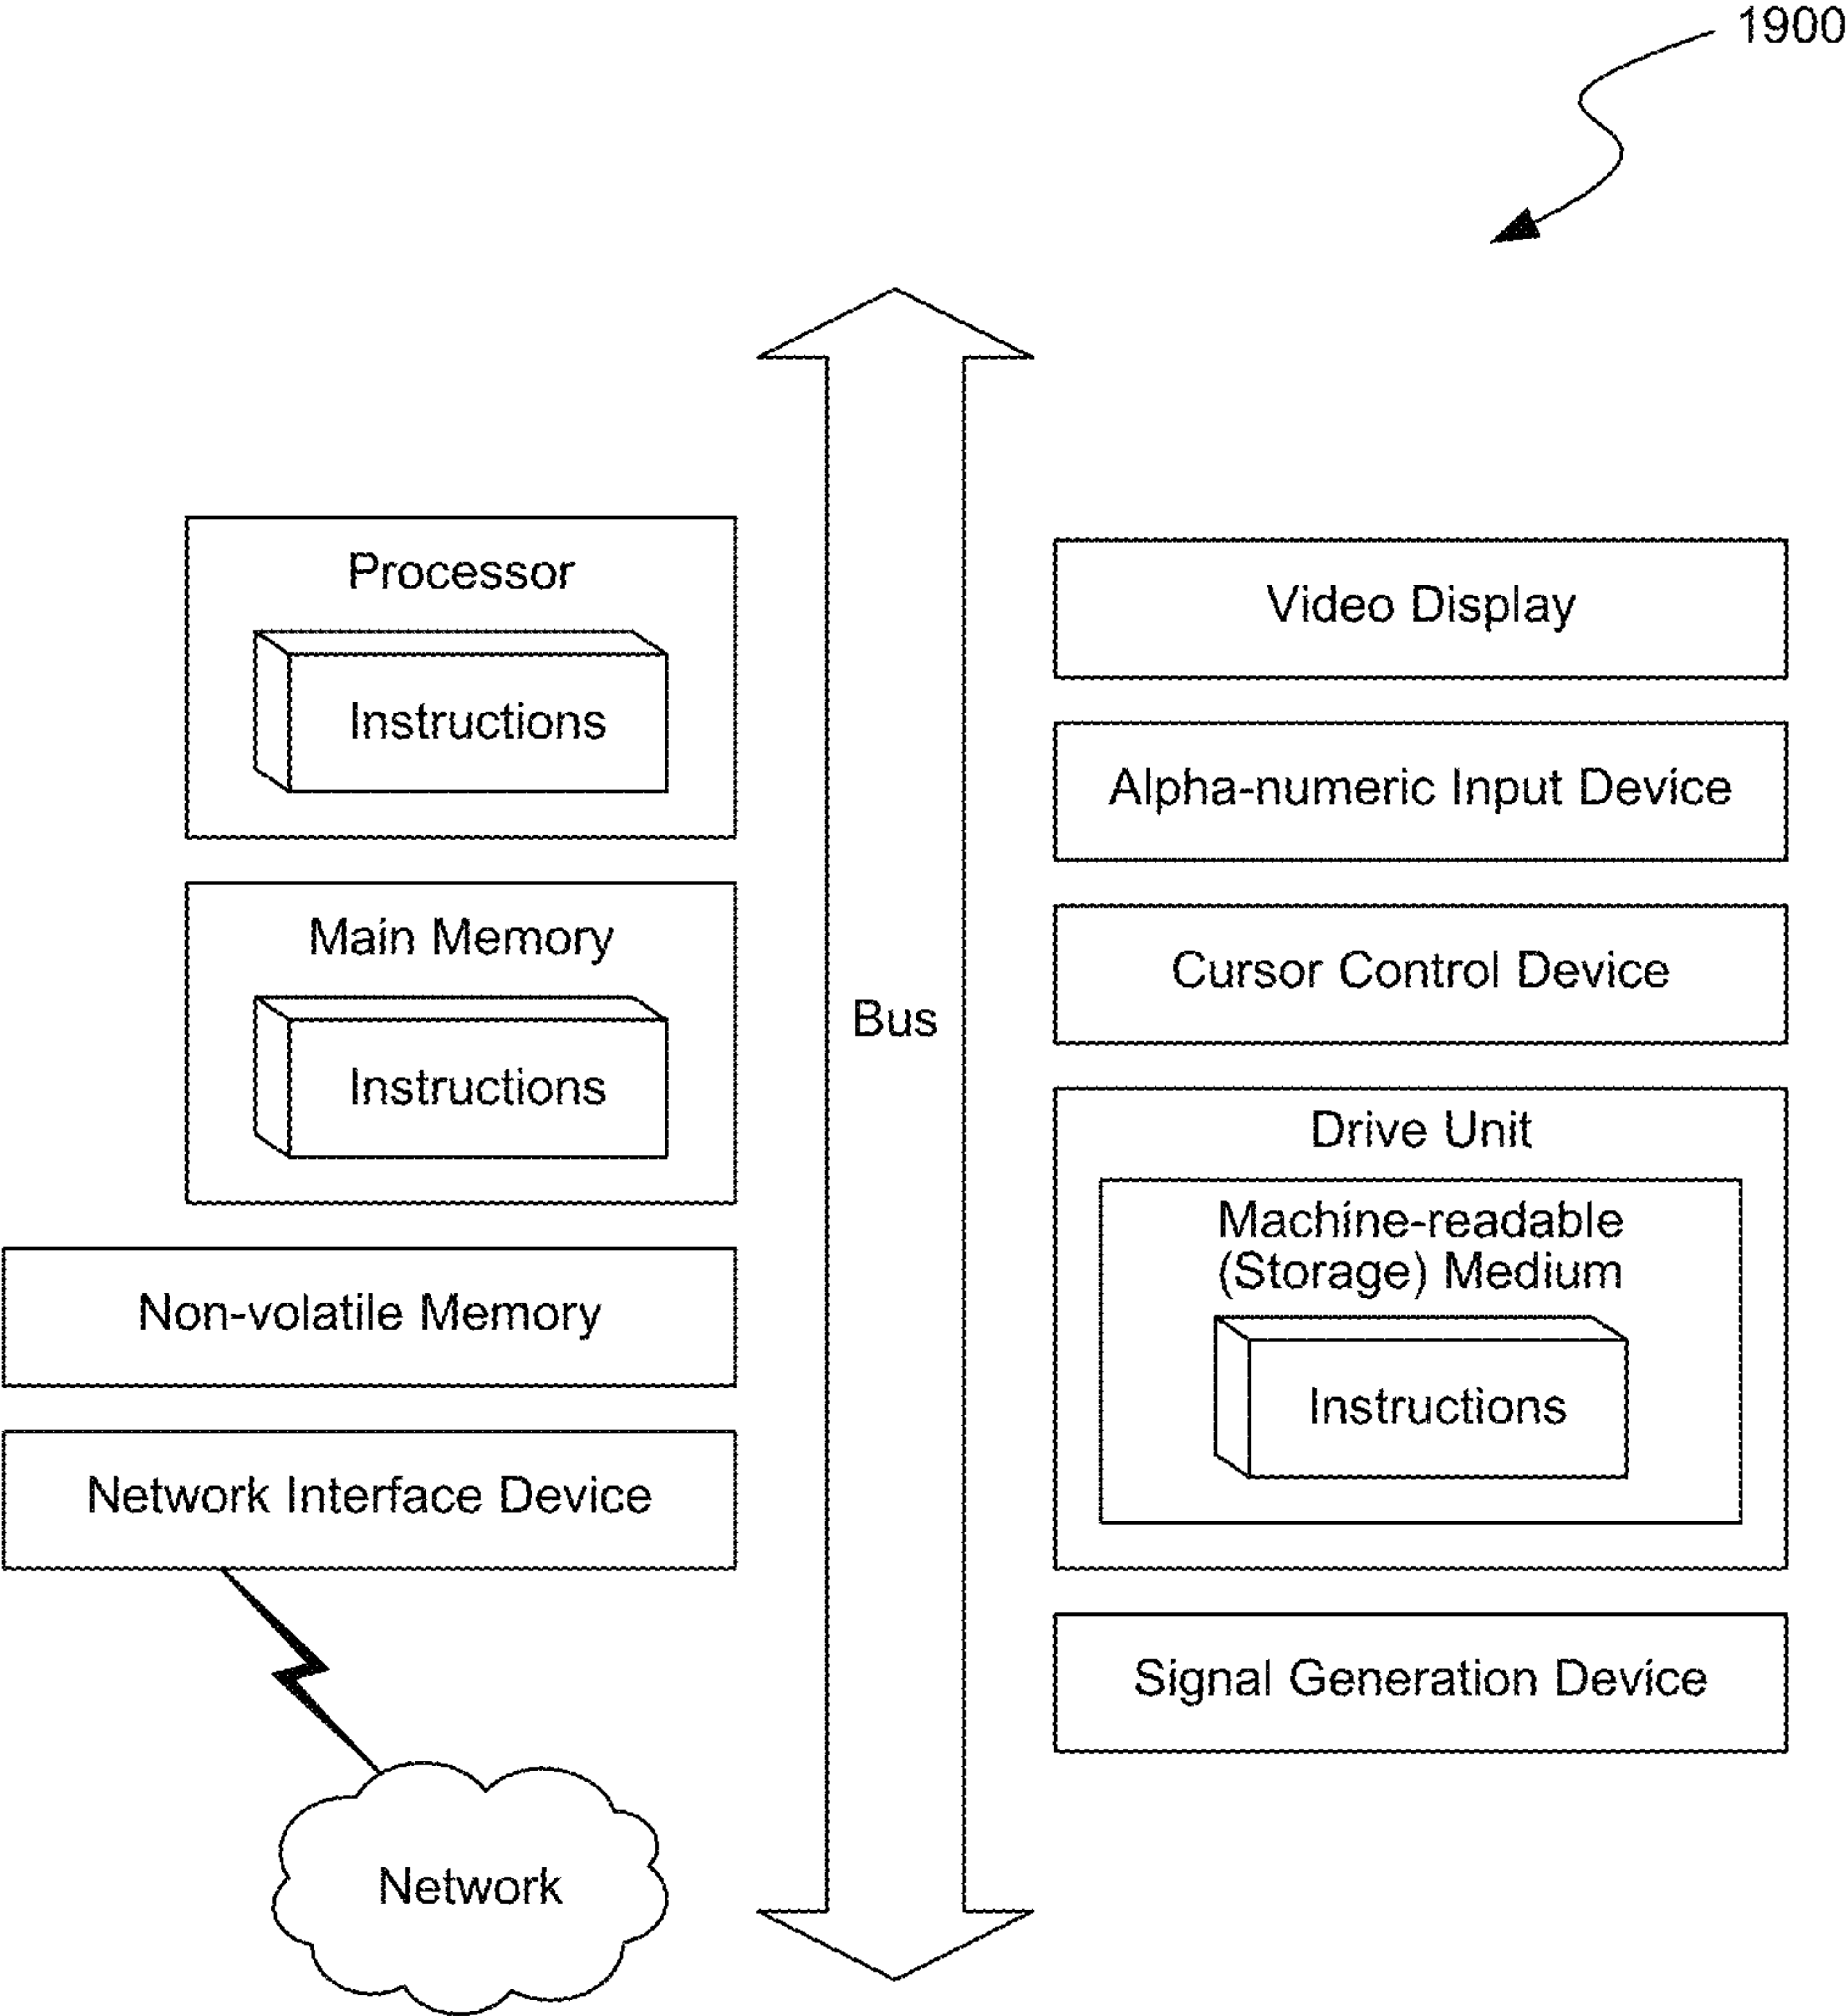 1900
Processor
Instructions
Main Memory
Instructions
Non-volatile Memory
Network Interface Device
Network
Bus
Video Display
Alpha-numeric Input Device
Cursor Control Device
Drive Unit
Machine-readable
(Storage) Medium
Instructions
Signal Generation Device